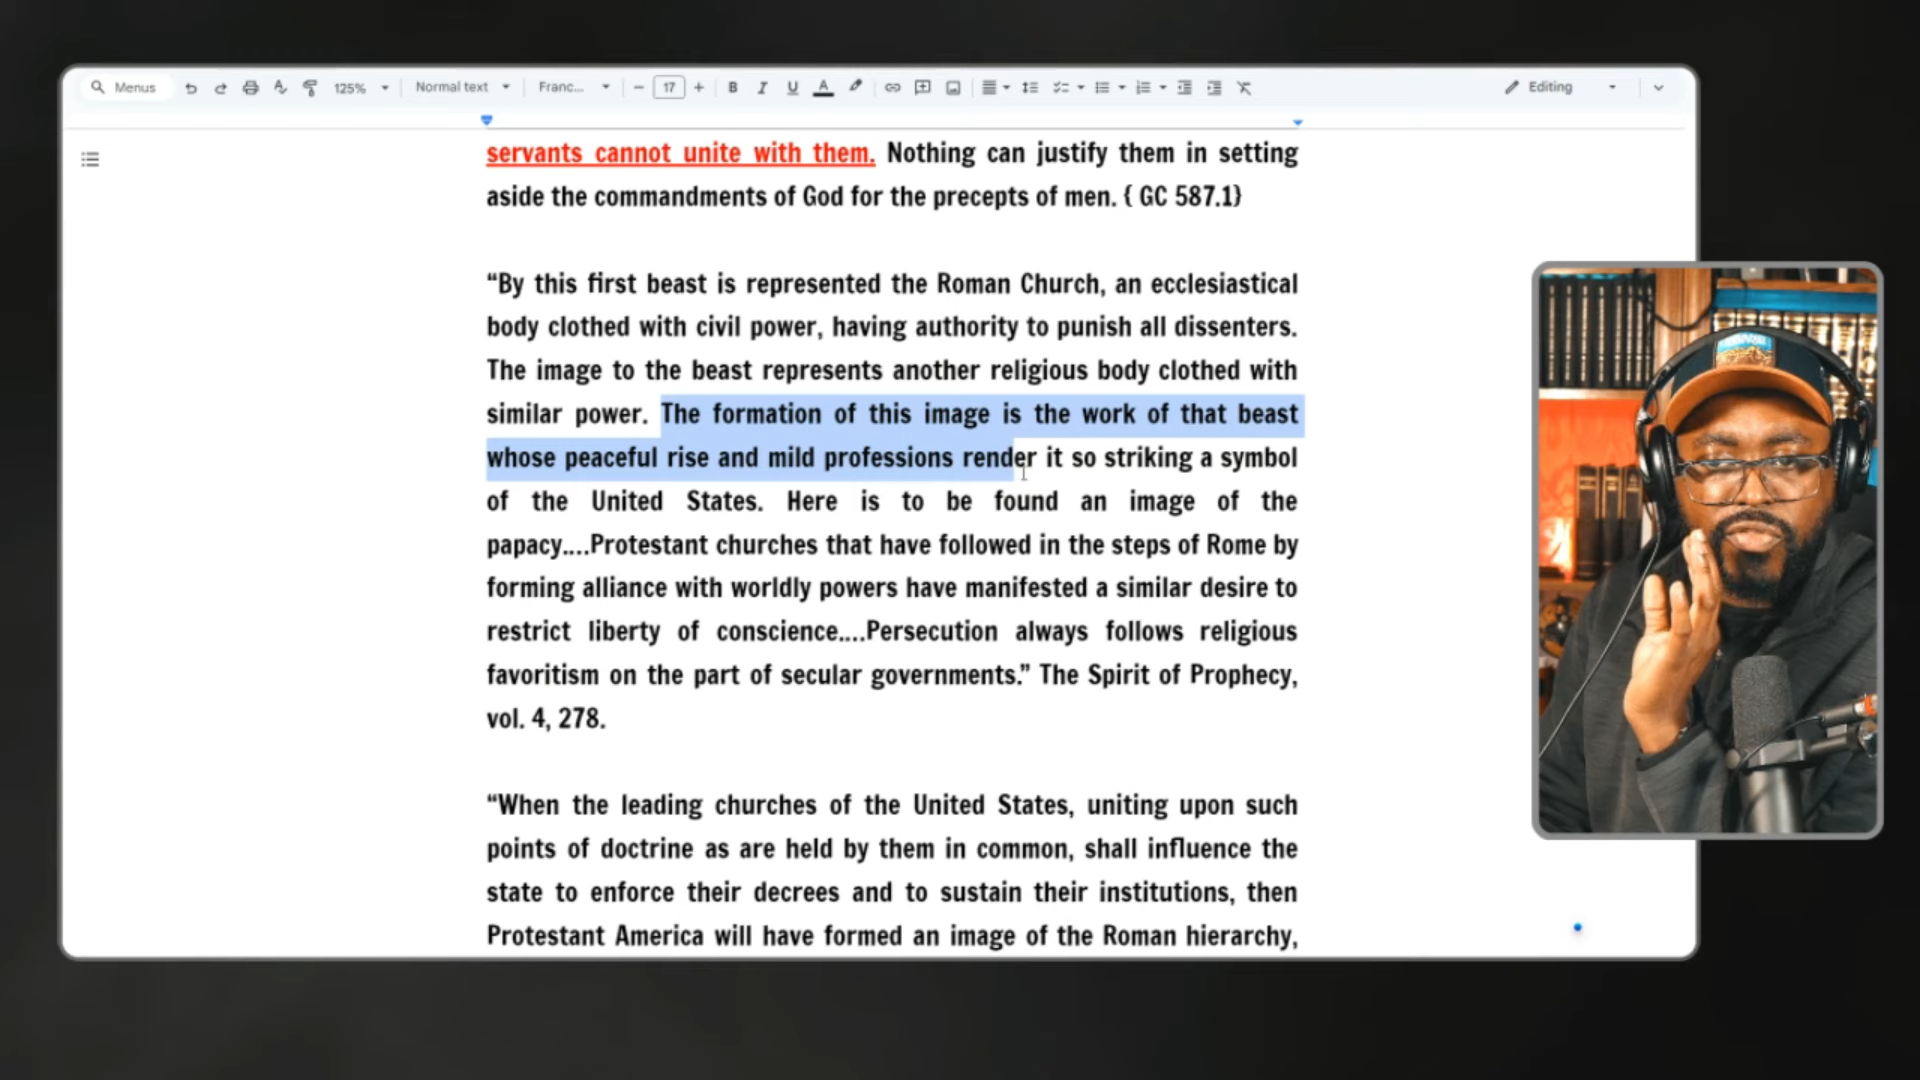 Menus
125%
Normal text
Franc...
17
B I U A
Editing
servants cannot unite with them. Nothing can justify them in setting
aside the commandments of God for the precepts of men. { GC 587.1}
“By this first beast is represented the Roman Church, an ecclesiastical
body clothed with civil power, having authority to punish all dissenters.
The image to the beast represents another religious body clothed with
similar power. The formation of this image is the work of that beast
whose peaceful rise and mild professions render it so striking a symbol
of the United States. Here is to be found an image of the
papacy....Protestant churches that have followed in the steps of Rome by
forming alliance with worldly powers have manifested a similar desire to
restrict liberty of conscience....Persecution always follows religious
favoritism on the part of secular governments.” The Spirit of Prophecy,
vol. 4, 278.
“When the leading churches of the United States, uniting upon such
points of doctrine as are held by them in common, shall influence the
state to enforce their decrees and to sustain their institutions, then
Protestant America will have formed an image of the Roman hierarchy,